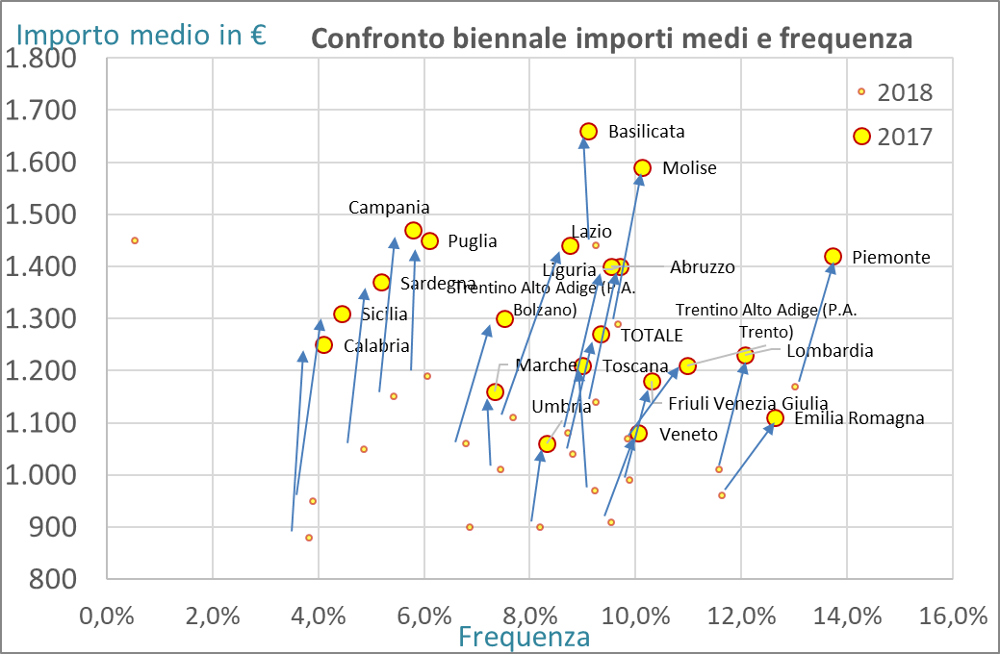 Importo medio in €
Confronto biennale importi medi e frequenza
1.800
1.700
1.600
1.500
1.400
1.300
1.200
1.100
1.000
900
800
2018
2017
Basilicata
Molise
Campania
Puglia
Lazio
Piemonte
Liguria
Abruzzo
Sardegna
Trentino Alto Adige (P.A.
Bolzano)
Sicilia
Trentino Alto Adige (P.A.
Trento)
TOTALE
Calabria
Lombardia
Marche
Toscana
Umbria
Friuli Venezia Giulia
Emilia Romagna
Veneto
0,0%
2,0%
4,0%
6,0%
8,0%
10,0%
12,0%
14,0%
16,0%
Frequenza